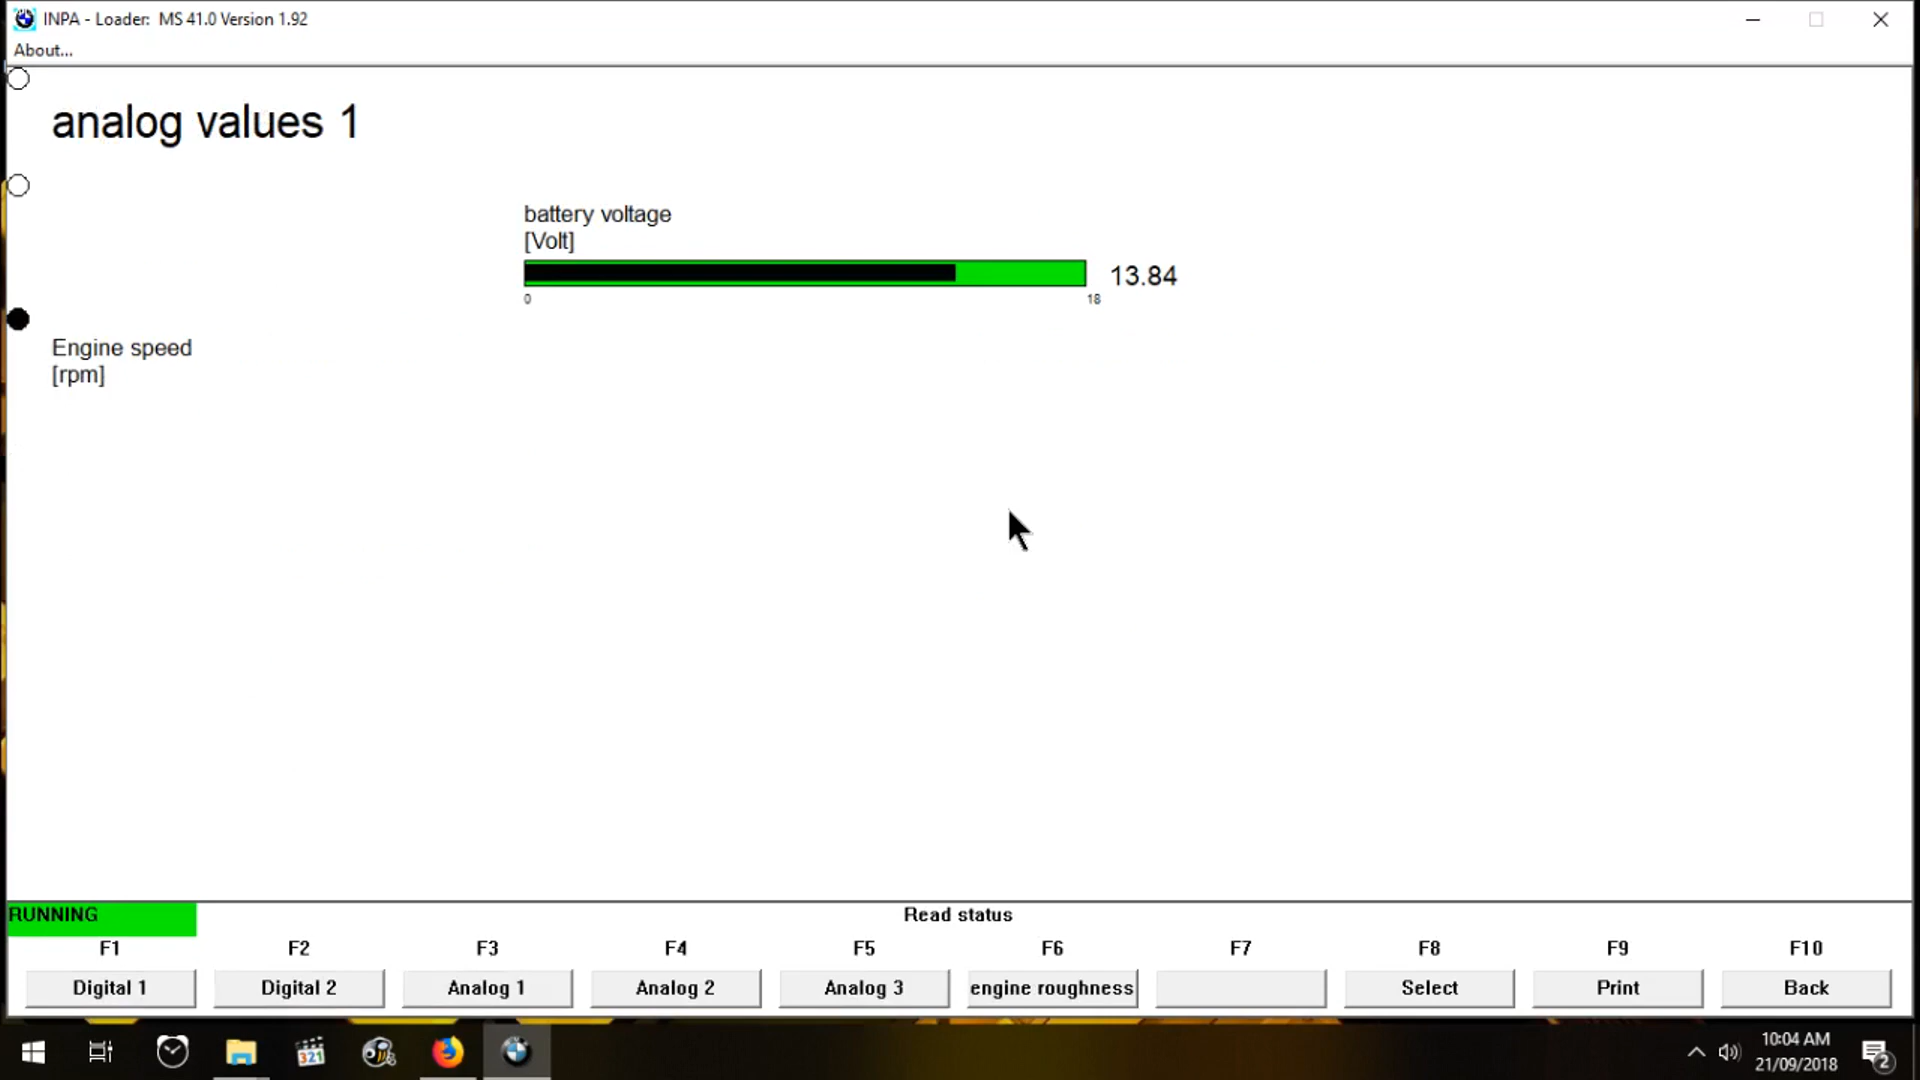 INPA - Loader:  MS 41.0 Version 1.92
About...
analog values 1
battery voltage
[Volt]
13.84
0 18
Engine speed
[rpm]
RUNNING
Read status
F1 F2 F3 F4 F5 F6 F7 F8 F9 F10
Digital 1 Digital 2 Analog 1 Analog 2 Analog 3 engine roughness Select Print Back
321
10:04 AM
21/09/2018
2